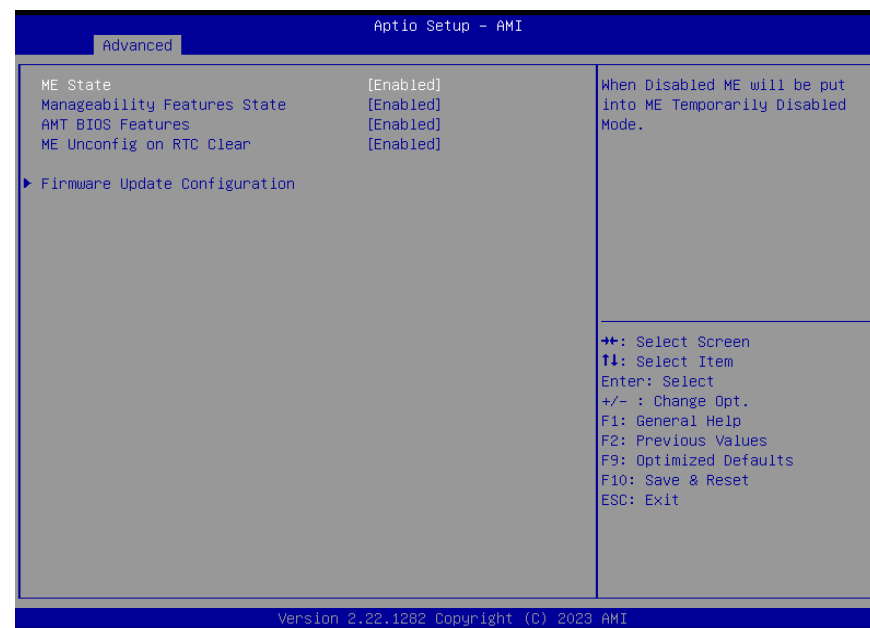 Aptio Setup – AMI
Advanced
ME State [Enabled]
Manageability Features State [Enabled]
AMT BIOS Features [Enabled]
ME Unconfig on RTC Clear [Enabled]
▶ Firmware Update Configuration
When Disabled ME will be put
into ME Temporarily Disabled
Mode.
→←: Select Screen
↑↓: Select Item
Enter: Select
+/- : Change Opt.
F1: General Help
F2: Previous Values
F9: Optimized Defaults
F10: Save & Reset
ESC: Exit
Version 2.22.1282 Copyright (C) 2023 AMI